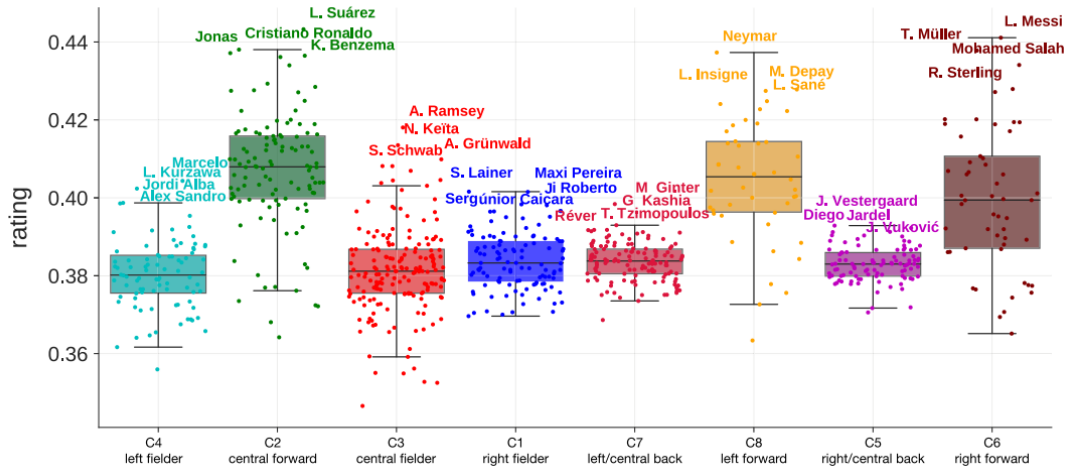 rating
0.44
0.42
0.40
0.38
0.36
Marcelo
L. Kurzawa
Jordi Alba
Alex Sandro
L. Suárez
Cristiano Ronaldo
Jonas
K. Benzema
A. Ramsey
N. Keïta
A. Grünwald
S. Schwab
S. Lainer
Maxi Pereira
Ji Roberto
Sergúnior Caiçara
M. Ginter
G. Kashia
Réver
T. Tzimopoulos
Neymar
L. Insigne
M. Depay
L. Sané
J. Vestergaard
Diego Jardel
J. Vuković
L. Messi
T. Müller
Mohamed Salah
R. Sterling
C4
left fielder
C2
central forward
C3
central fielder
C1
right fielder
C7
left/central back
C8
left forward
C5
right/central back
C6
right forward